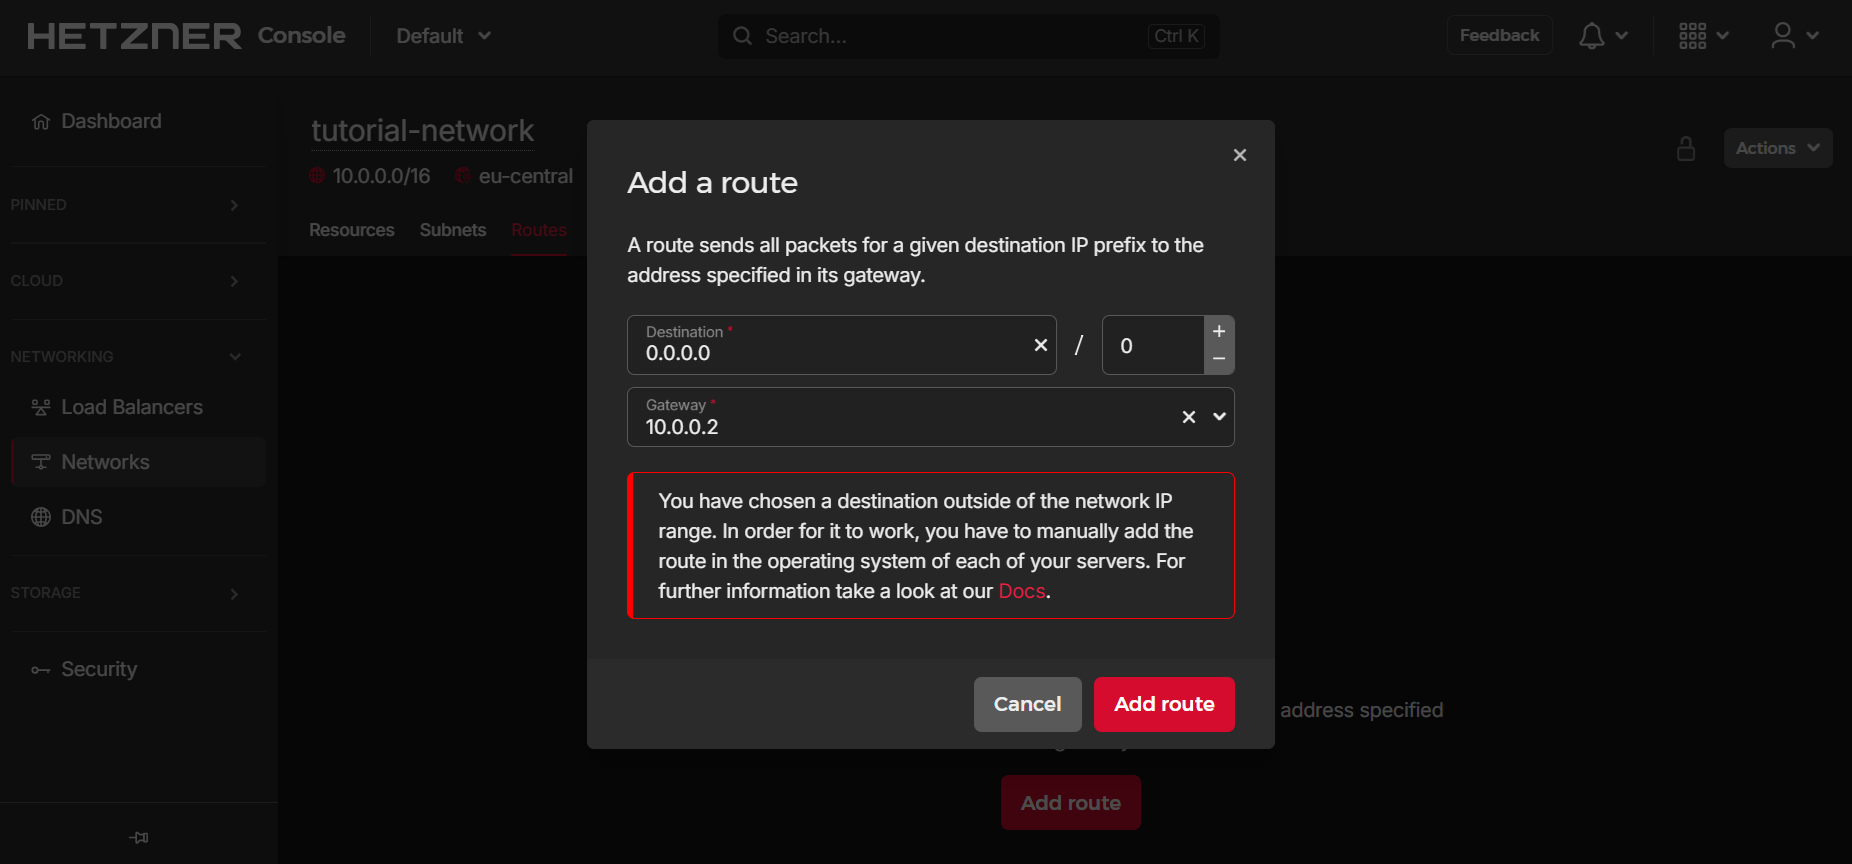 HETZNER Console
Default
Search...
Ctrl K
Feedback
Dashboard
PINNED
CLOUD
NETWORKING
Load Balancers
Networks
DNS
STORAGE
Security
tutorial-network
10.0.0.0/16
eu-central
Actions
Resources
Subnets
Routes
Add a route
A route sends all packets for a given destination IP prefix to the
address specified in its gateway.
Destination *
0.0.0.0
/
0
Gateway *
10.0.0.2
You have chosen a destination outside of the network IP
range. In order for it to work, you have to manually add the
route in the operating system of each of your servers. For
further information take a look at our Docs.
Cancel
Add route
address specified
Add route